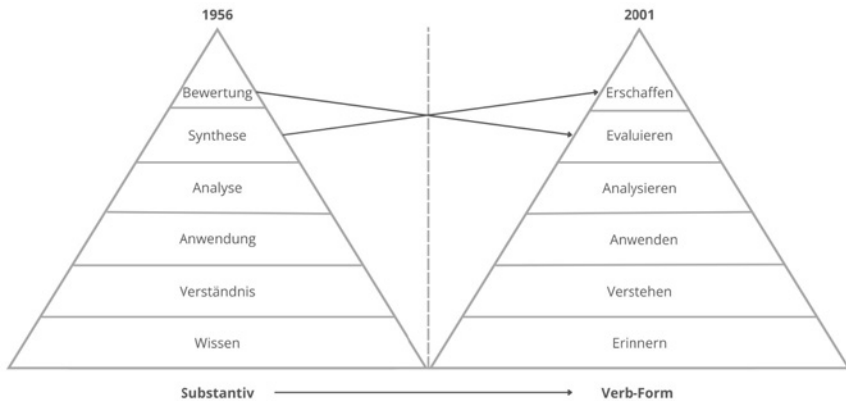 1956
2001
Bewertung
Erschaffen
Synthese
Evaluieren
Analyse
Analysieren
Anwendung
Anwenden
Verständnis
Verstehen
Wissen
Erinnern
Substantiv
Verb-Form